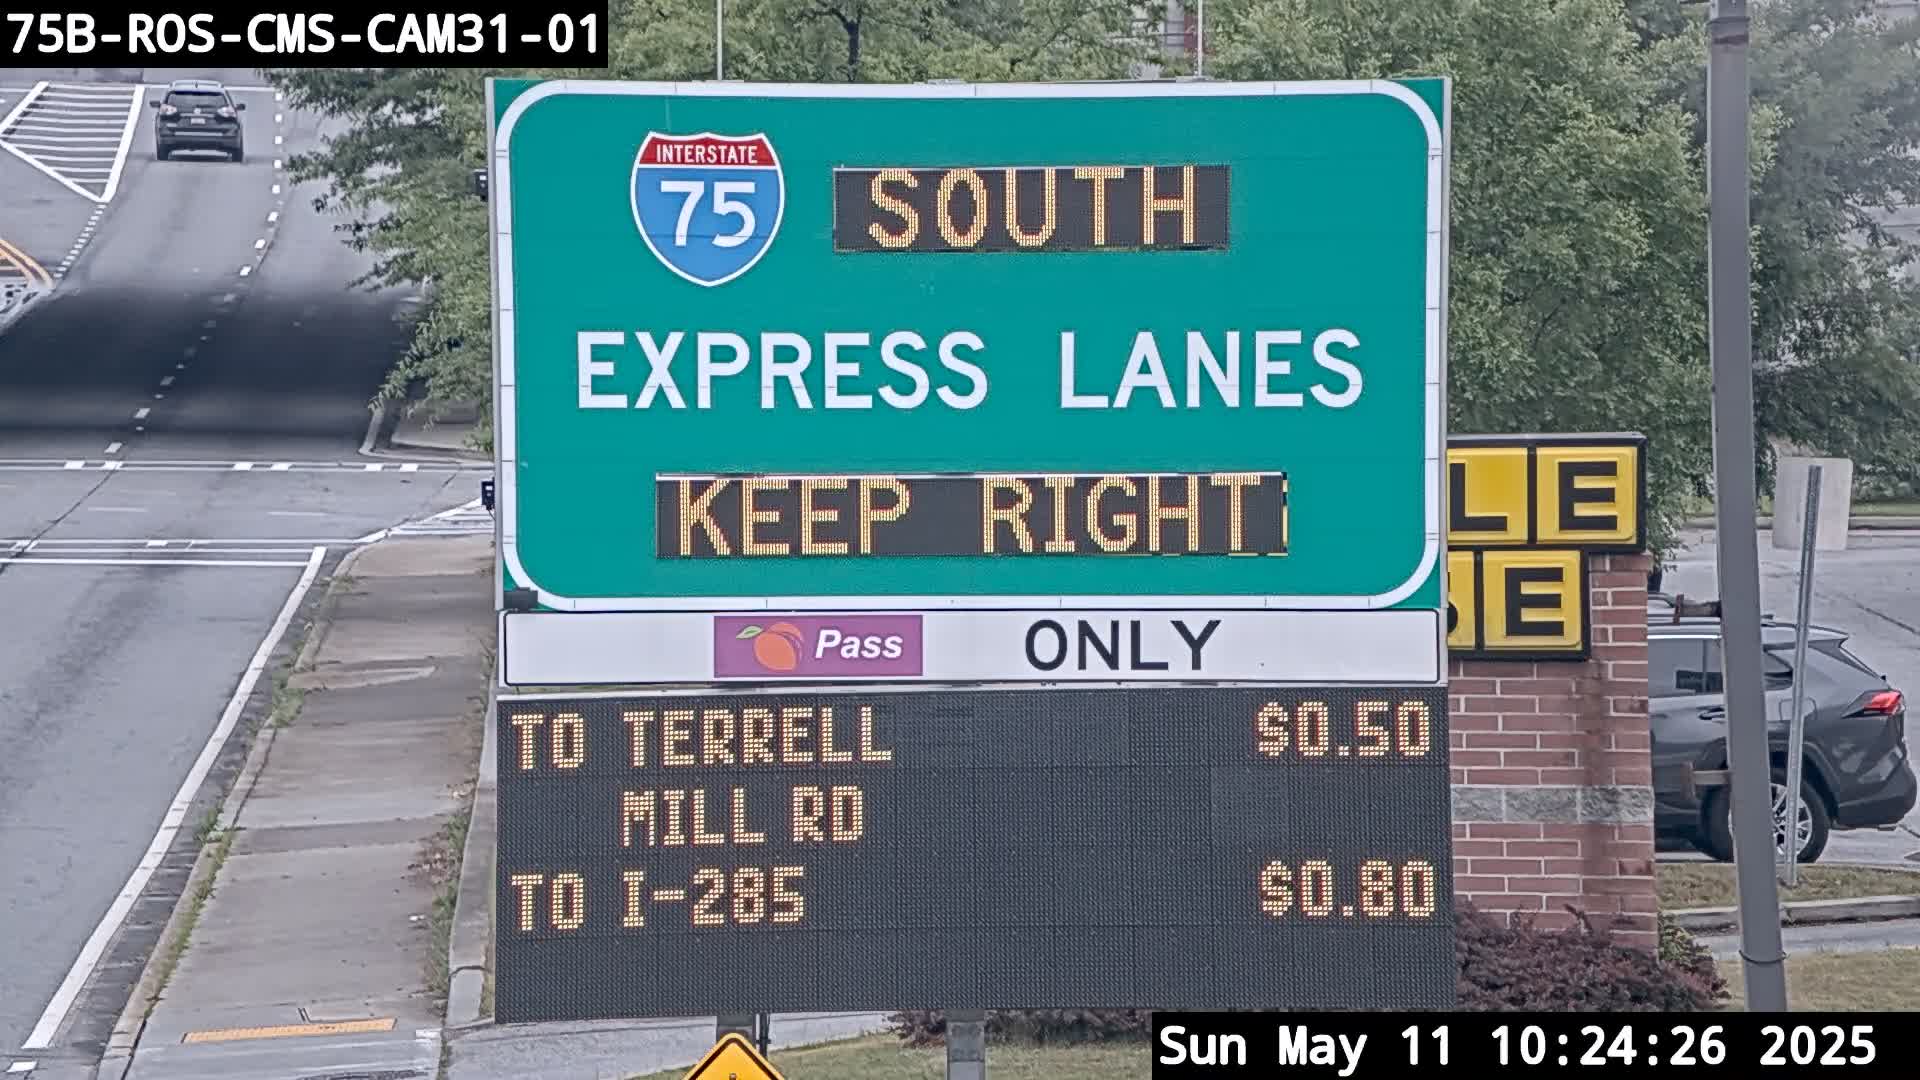 75B-ROS-CMS-CAM31-01
INTERSTATE
75
SOUTH
EXPRESS LANES
KEEP RIGHT
Pass ONLY
TO TERRELL $0.50
MILL RD
TO I-285 $0.80
LE
E
Sun May 11 10:24:26 2025